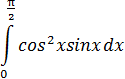 ∫₀^(π/2) cos²xsinx dx